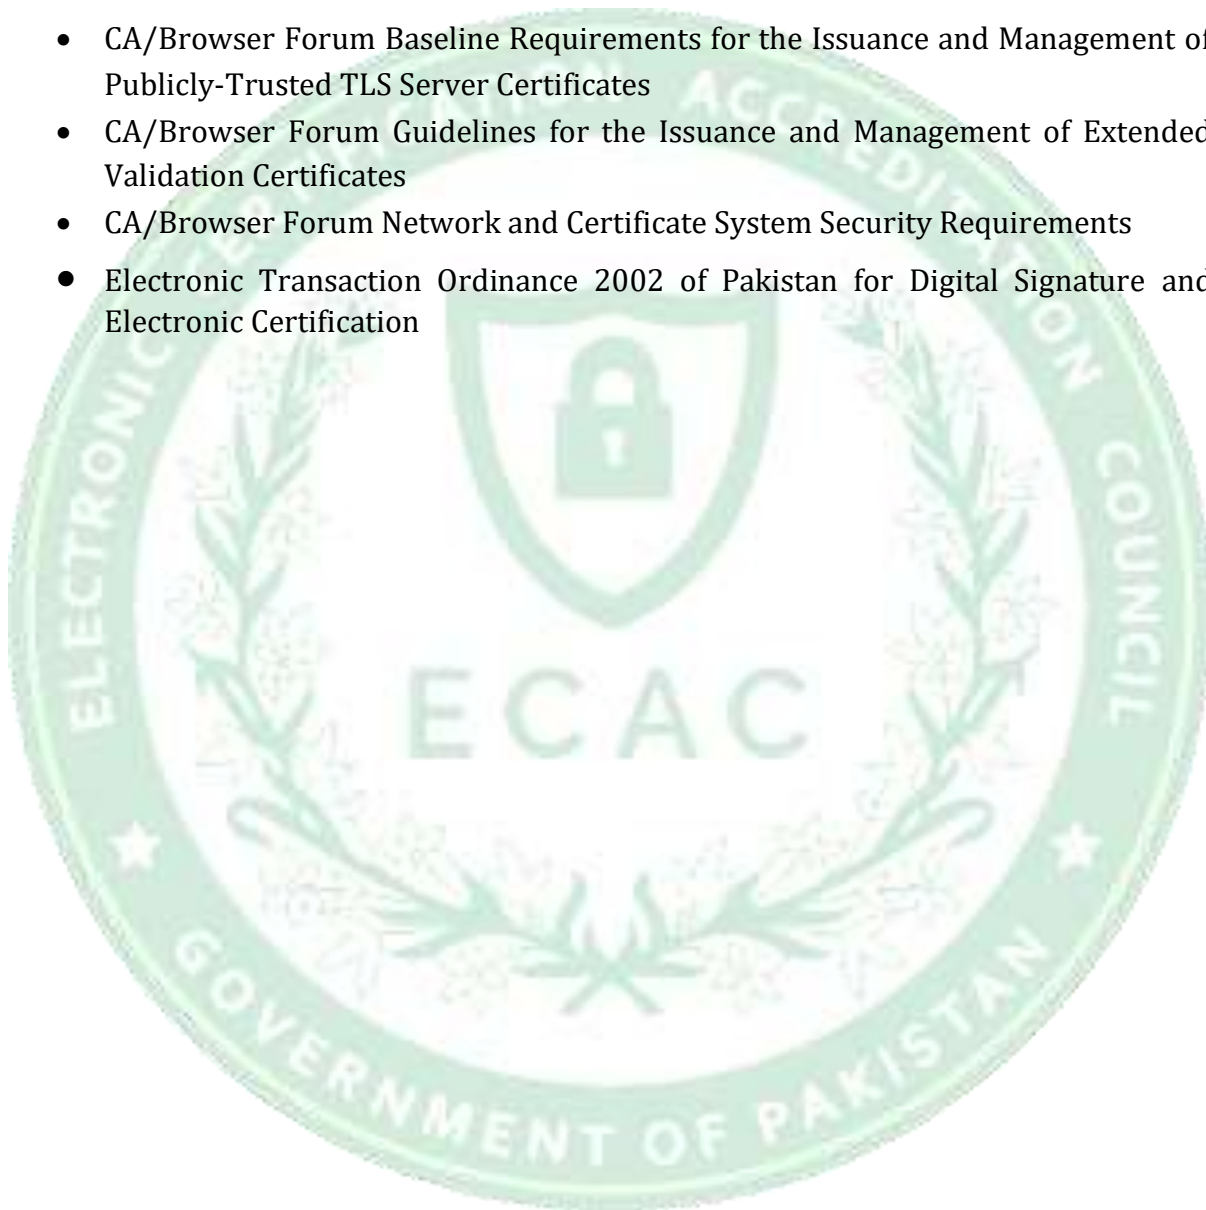 • CA/Browser Forum Baseline Requirements for the Issuance and Management of
Publicly-Trusted TLS Server Certificates
• CA/Browser Forum Guidelines for the Issuance and Management of Extended
Validation Certificates
• CA/Browser Forum Network and Certificate System Security Requirements
• Electronic Transaction Ordinance 2002 of Pakistan for Digital Signature and
Electronic Certification
ELECTRONIC CERTIFICATION ACCREDITATION COUNCIL
ECAC
GOVERNMENT OF PAKISTAN